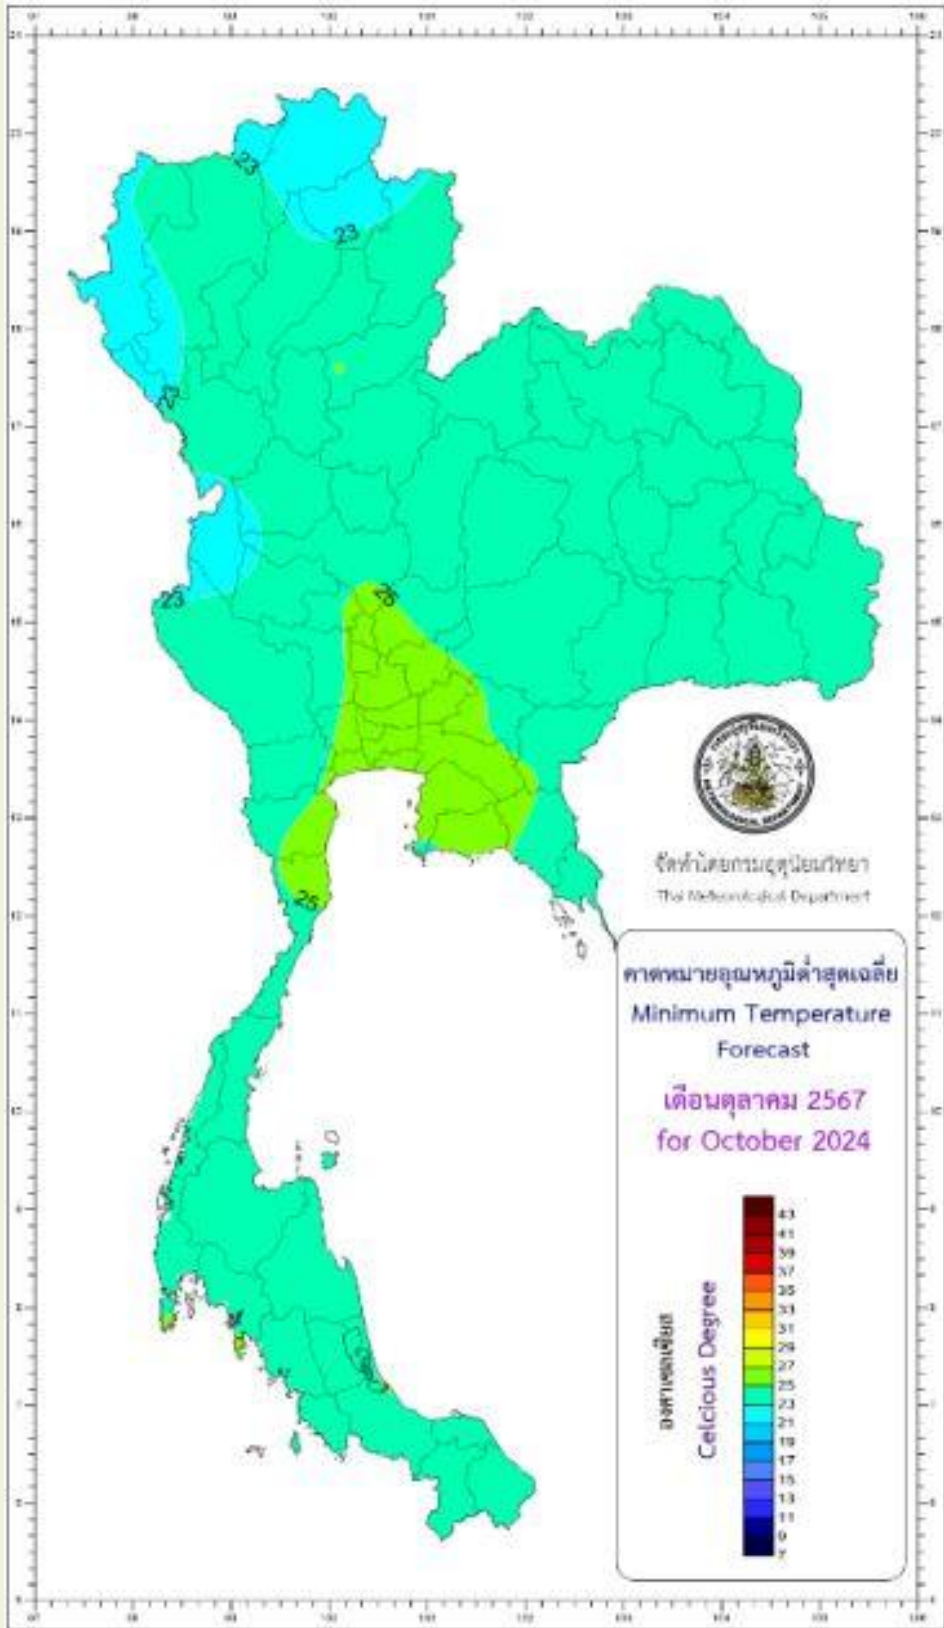 23
23
23
23
25
25
จัดทำโดยกรมอุตุนิยมวิทยา
Thai Meteorological Department
คาดหมายอุณหภูมิต่ำสุดเฉลี่ย
Minimum Temperature
Forecast
เดือนตุลาคม 2567
for October 2024
องศาเซลเซียส
Celcious Degree
43
41
39
37
35
33
31
29
27
25
23
21
19
17
15
13
11
9
7